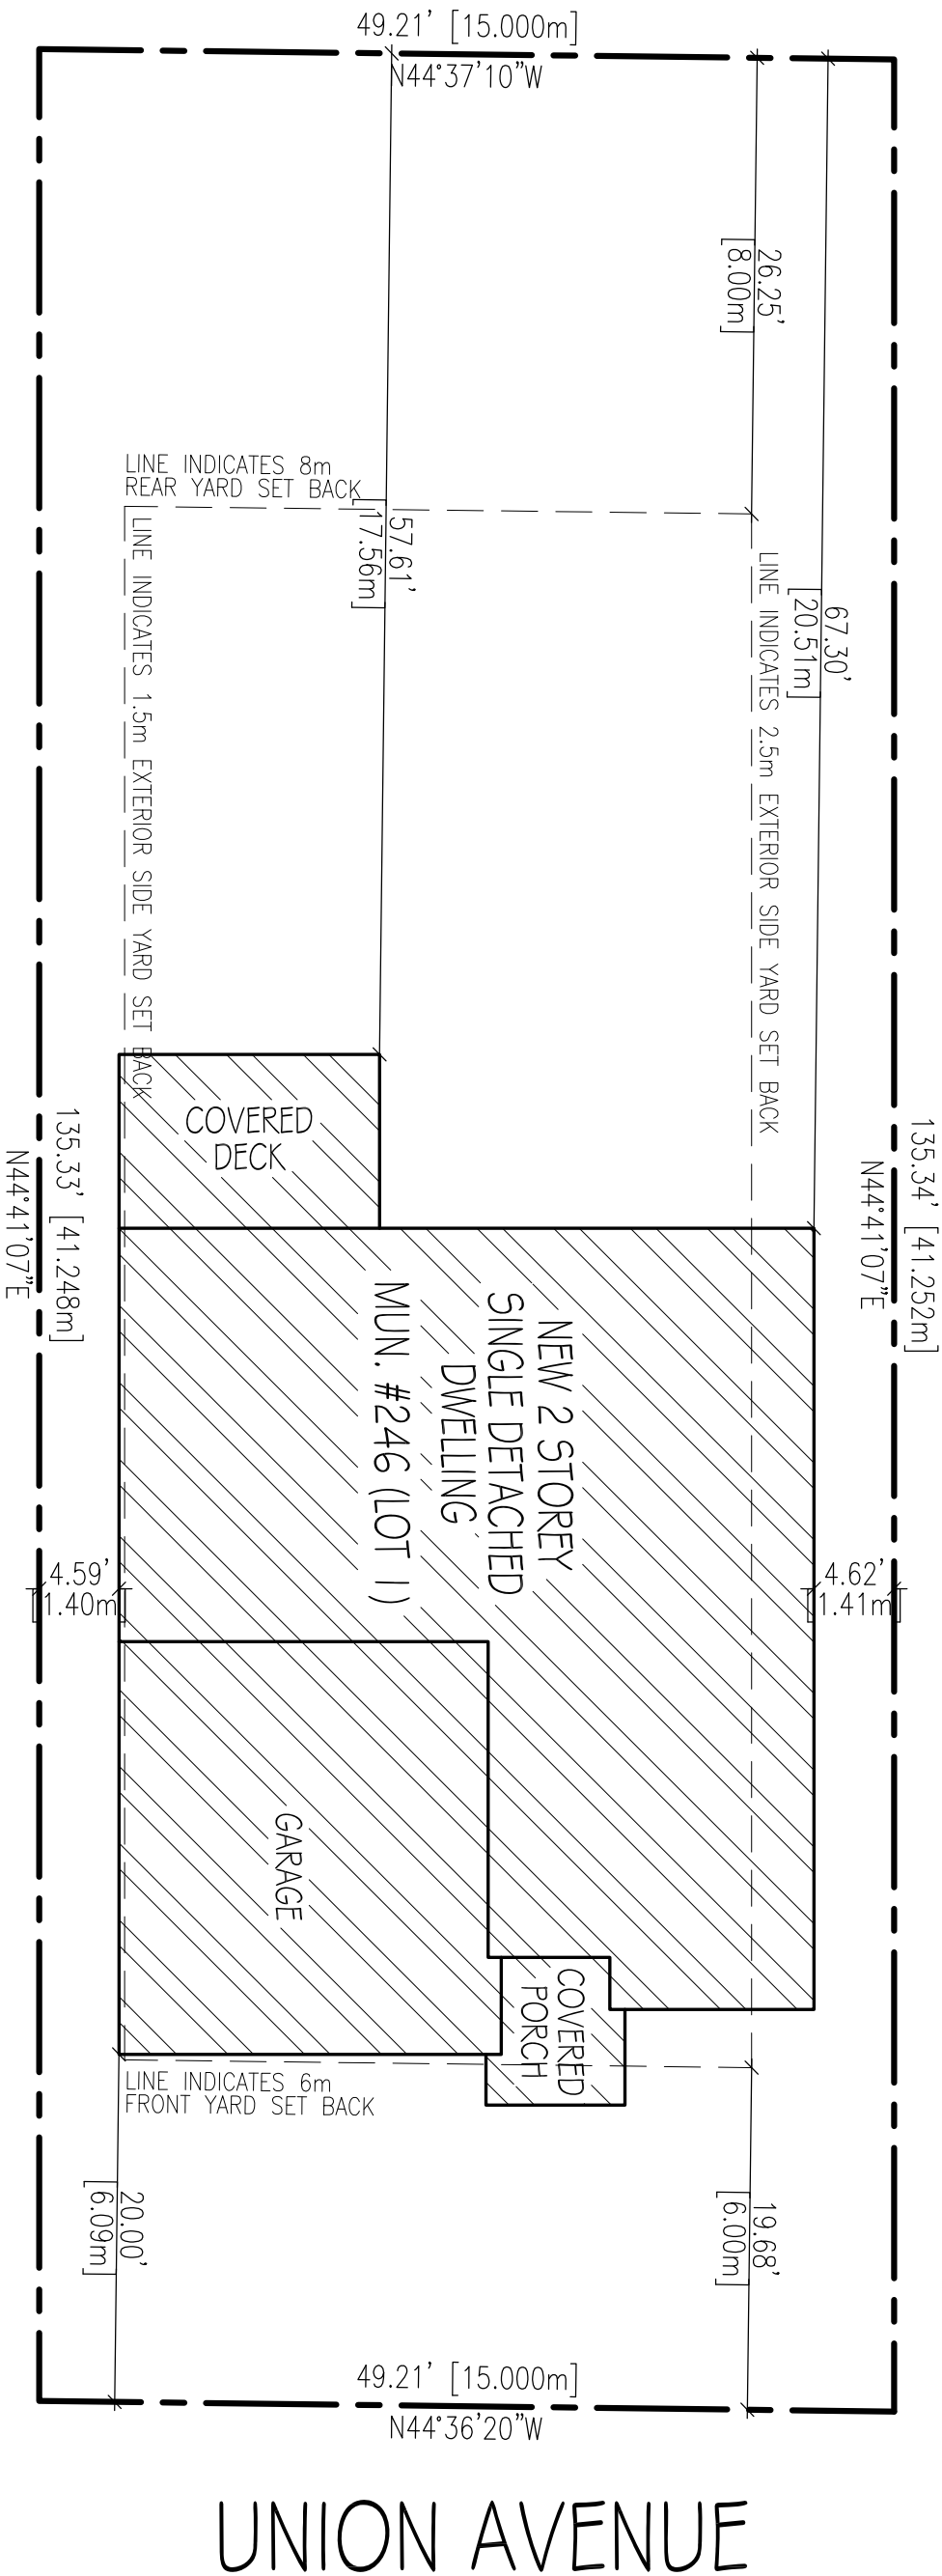 49.21' [15.000m]
N44°37'10"W
26.25'
[8.00m]
LINE INDICATES 8m
REAR YARD SET BACK
57.61'
[17.56m]
67.30'
[20.51m]
LINE INDICATES 1.5m EXTERIOR SIDE YARD SET BACK
LINE INDICATES 2.5m EXTERIOR SIDE YARD SET BACK
COVERED
DECK
135.33' [41.248m]
N44°41'07"E
135.34' [41.252m]
N44°41'07"E
NEW 2 STOREY
SINGLE DETACHED
DWELLING
MUN. #246 (LOT 1)
4.59'
[1.40m]
4.62'
[1.41m]
GARAGE
COVERED
PORCH
LINE INDICATES 6m
FRONT YARD SET BACK
20.00'
[6.09m]
19.68'
[6.00m]
49.21' [15.000m]
N44°36'20"W
UNION AVENUE